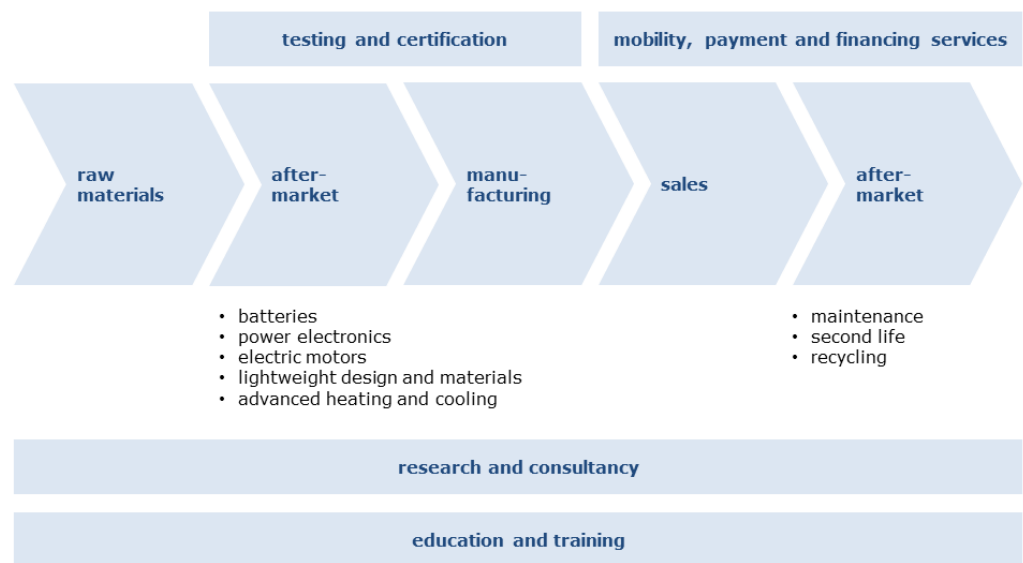 testing and certification
mobility, payment and financing services
raw
materials
after-
market
manu-
facturing
sales
after-
market
• batteries
• power electronics
• electric motors
• lightweight design and materials
• advanced heating and cooling
• maintenance
• second life
• recycling
research and consultancy
education and training